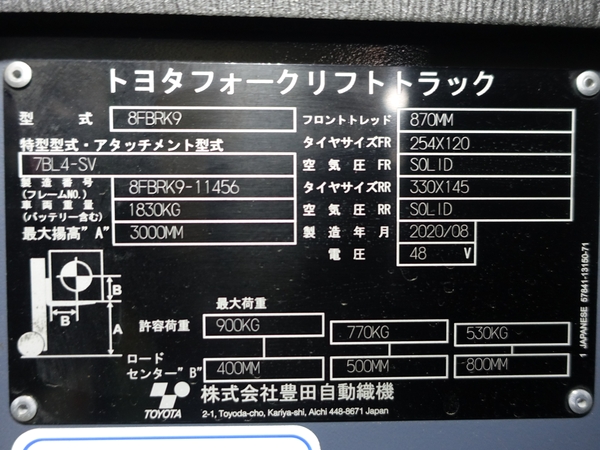 トヨタフォークリフトトラック
型式 8FBRK9 フロントトレッド 870MM
特型型式・アタッチメント型式 タイヤサイズFR 254X120
7BL4-SV 空気圧FR SOLID
製造番号(フレームNO.) 8FBRK9-11456 タイヤサイズRR 330X145
車両重量(バッテリー含む) 1830KG 空気圧RR SOLID
最大揚高"A" 3000MM 製造年月 2020/08
電圧 48 V
B
B
A
最大荷重
許容荷重 900KG 770KG 530KG
ロードセンター"B" 400MM 500MM 800MM
TOYOTA 株式会社豊田自動織機
2-1, Toyoda-cho, Kariya-shi, Aichi 448-8671 Japan
1 JAPANESE 57841-13150-71